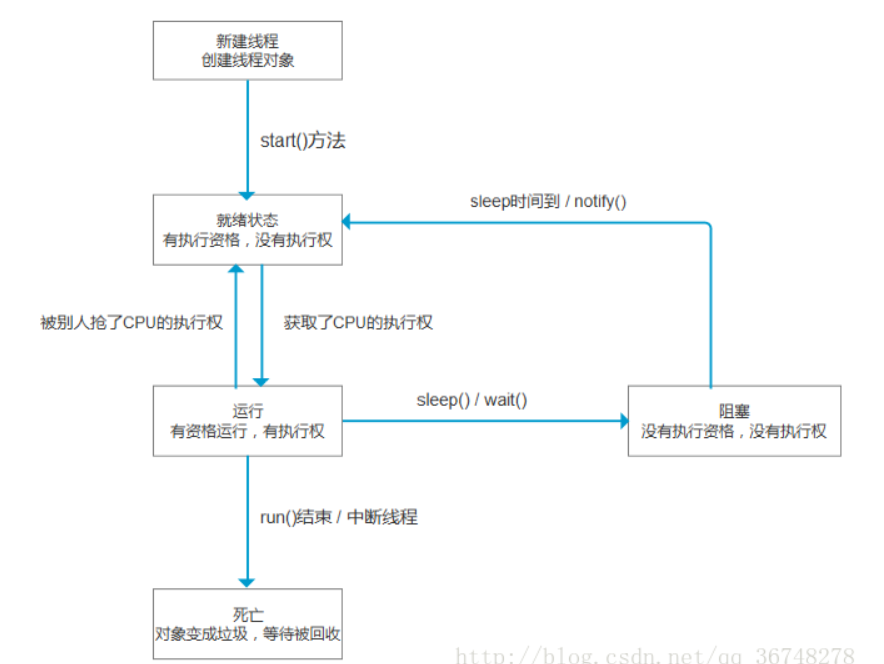 新建线程
创建线程对象
start()方法
sleep时间到 / notify()
就绪状态
有执行资格，没有执行权
被别人抢了CPU的执行权
获取了CPU的执行权
sleep() / wait()
运行
有资格运行，有执行权
阻塞
没有执行资格，没有执行权
run()结束 / 中断线程
死亡
对象变成垃圾，等待被回收
http://blog.csdn.net/qq_36748278